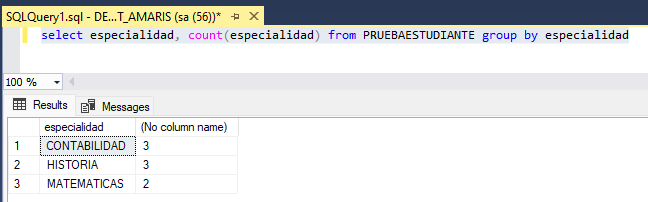 SQLQuery1.sql - DE...T_AMARIS (sa (56))*
select especialidad, count(especialidad) from PRUEBAESTUDIANTE group by especialidad
100 %
Results Messages
especialidad (No column name)
1 CONTABILIDAD 3
2 HISTORIA 3
3 MATEMATICAS 2